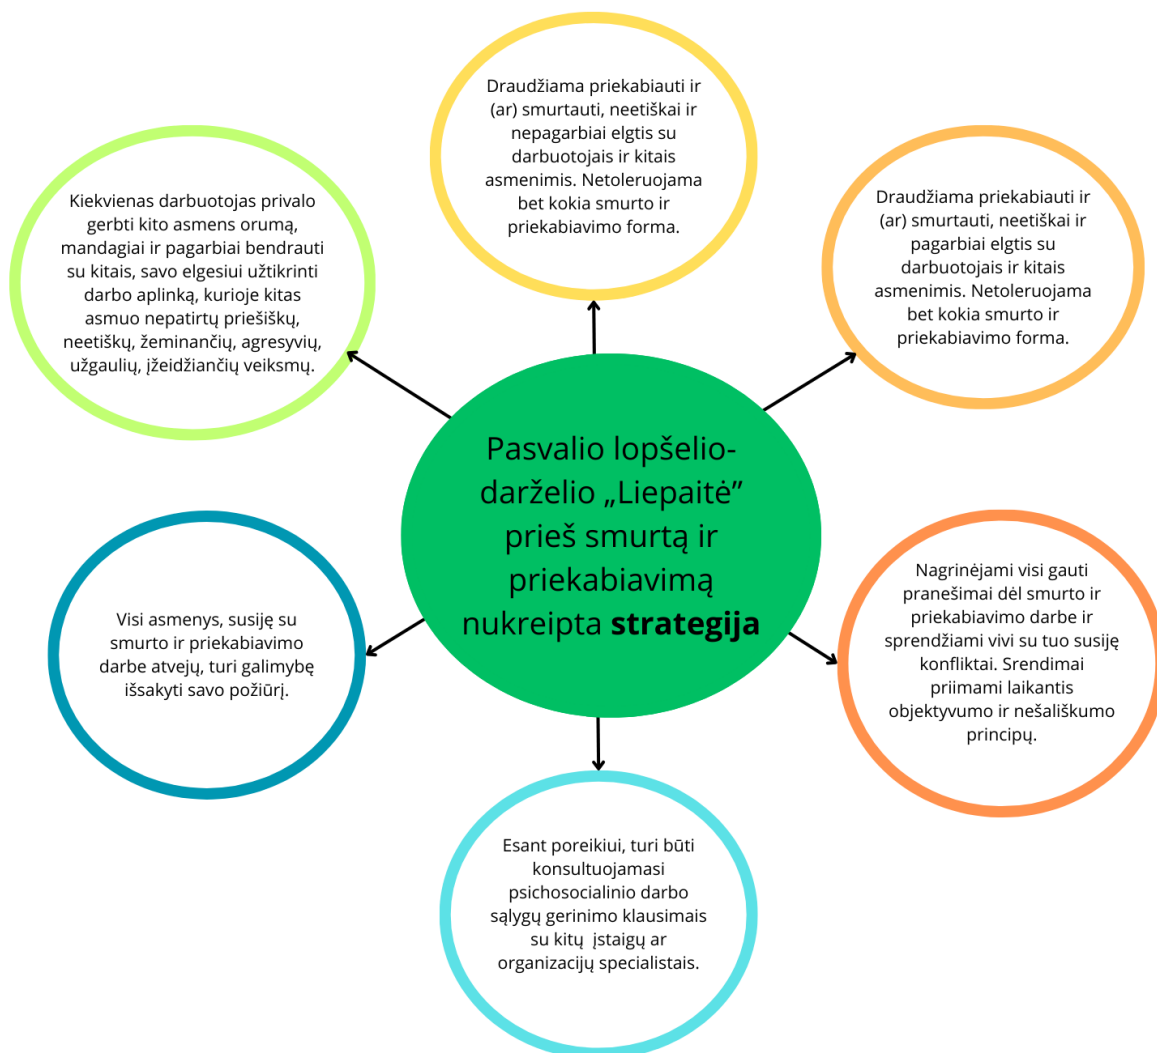 Draudžiama priekabiauti ir
(ar) smurtauti, neetiškai ir
nepagarbiai elgtis su
darbuotojais ir kitais
asmenimis. Netoleruojama
bet kokia smurto ir
priekabiavimo forma.
Kiekvienas darbuotojas privalo
gerbti kito asmens orumą,
mandagiai ir pagarbiai bendrauti
su kitais, savo elgesiui užtikrinti
darbo aplinką, kurioje kitas
asmuo nepatirtų priešiškų,
neetiškų, žeminančių, agresyvių,
užgaulių, įžeidžiančių veiksmų.
Draudžiama priekabiauti ir
(ar) smurtauti, neetiškai ir
pagarbiai elgtis su
darbuotojais ir kitais
asmenimis. Netoleruojama
bet kokia smurto ir
priekabiavimo forma.
Pasvalio lopšelio-
darželio „Liepaitė”
prieš smurtą ir
priekabiavimą
nukreipta strategija
Visi asmenys, susiję su
smurto ir priekabiavimo
darbe atvejų, turi galimybę
išsakyti savo požiūrį.
Nagrinėjami visi gauti
pranešimai dėl smurto ir
priekabiavimo darbe ir
sprendžiami vivi su tuo susiję
konfliktai. Srendimai
priimami laikantis
objektyvumo ir nešališkumo
principų.
Esant poreikiui, turi būti
konsultuojamasi
psichosocialinio darbo
sąlygų gerinimo klausimais
su kitų įstaigų ar
organizacijų specialistais.